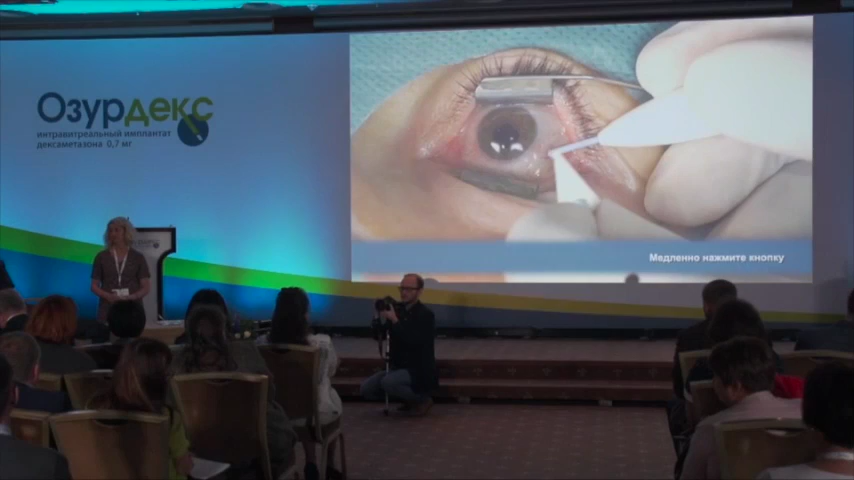 Озурдекс
интравитреальный имплантат
дексаметазона 0,7 мг
Медленно нажмите кнопку